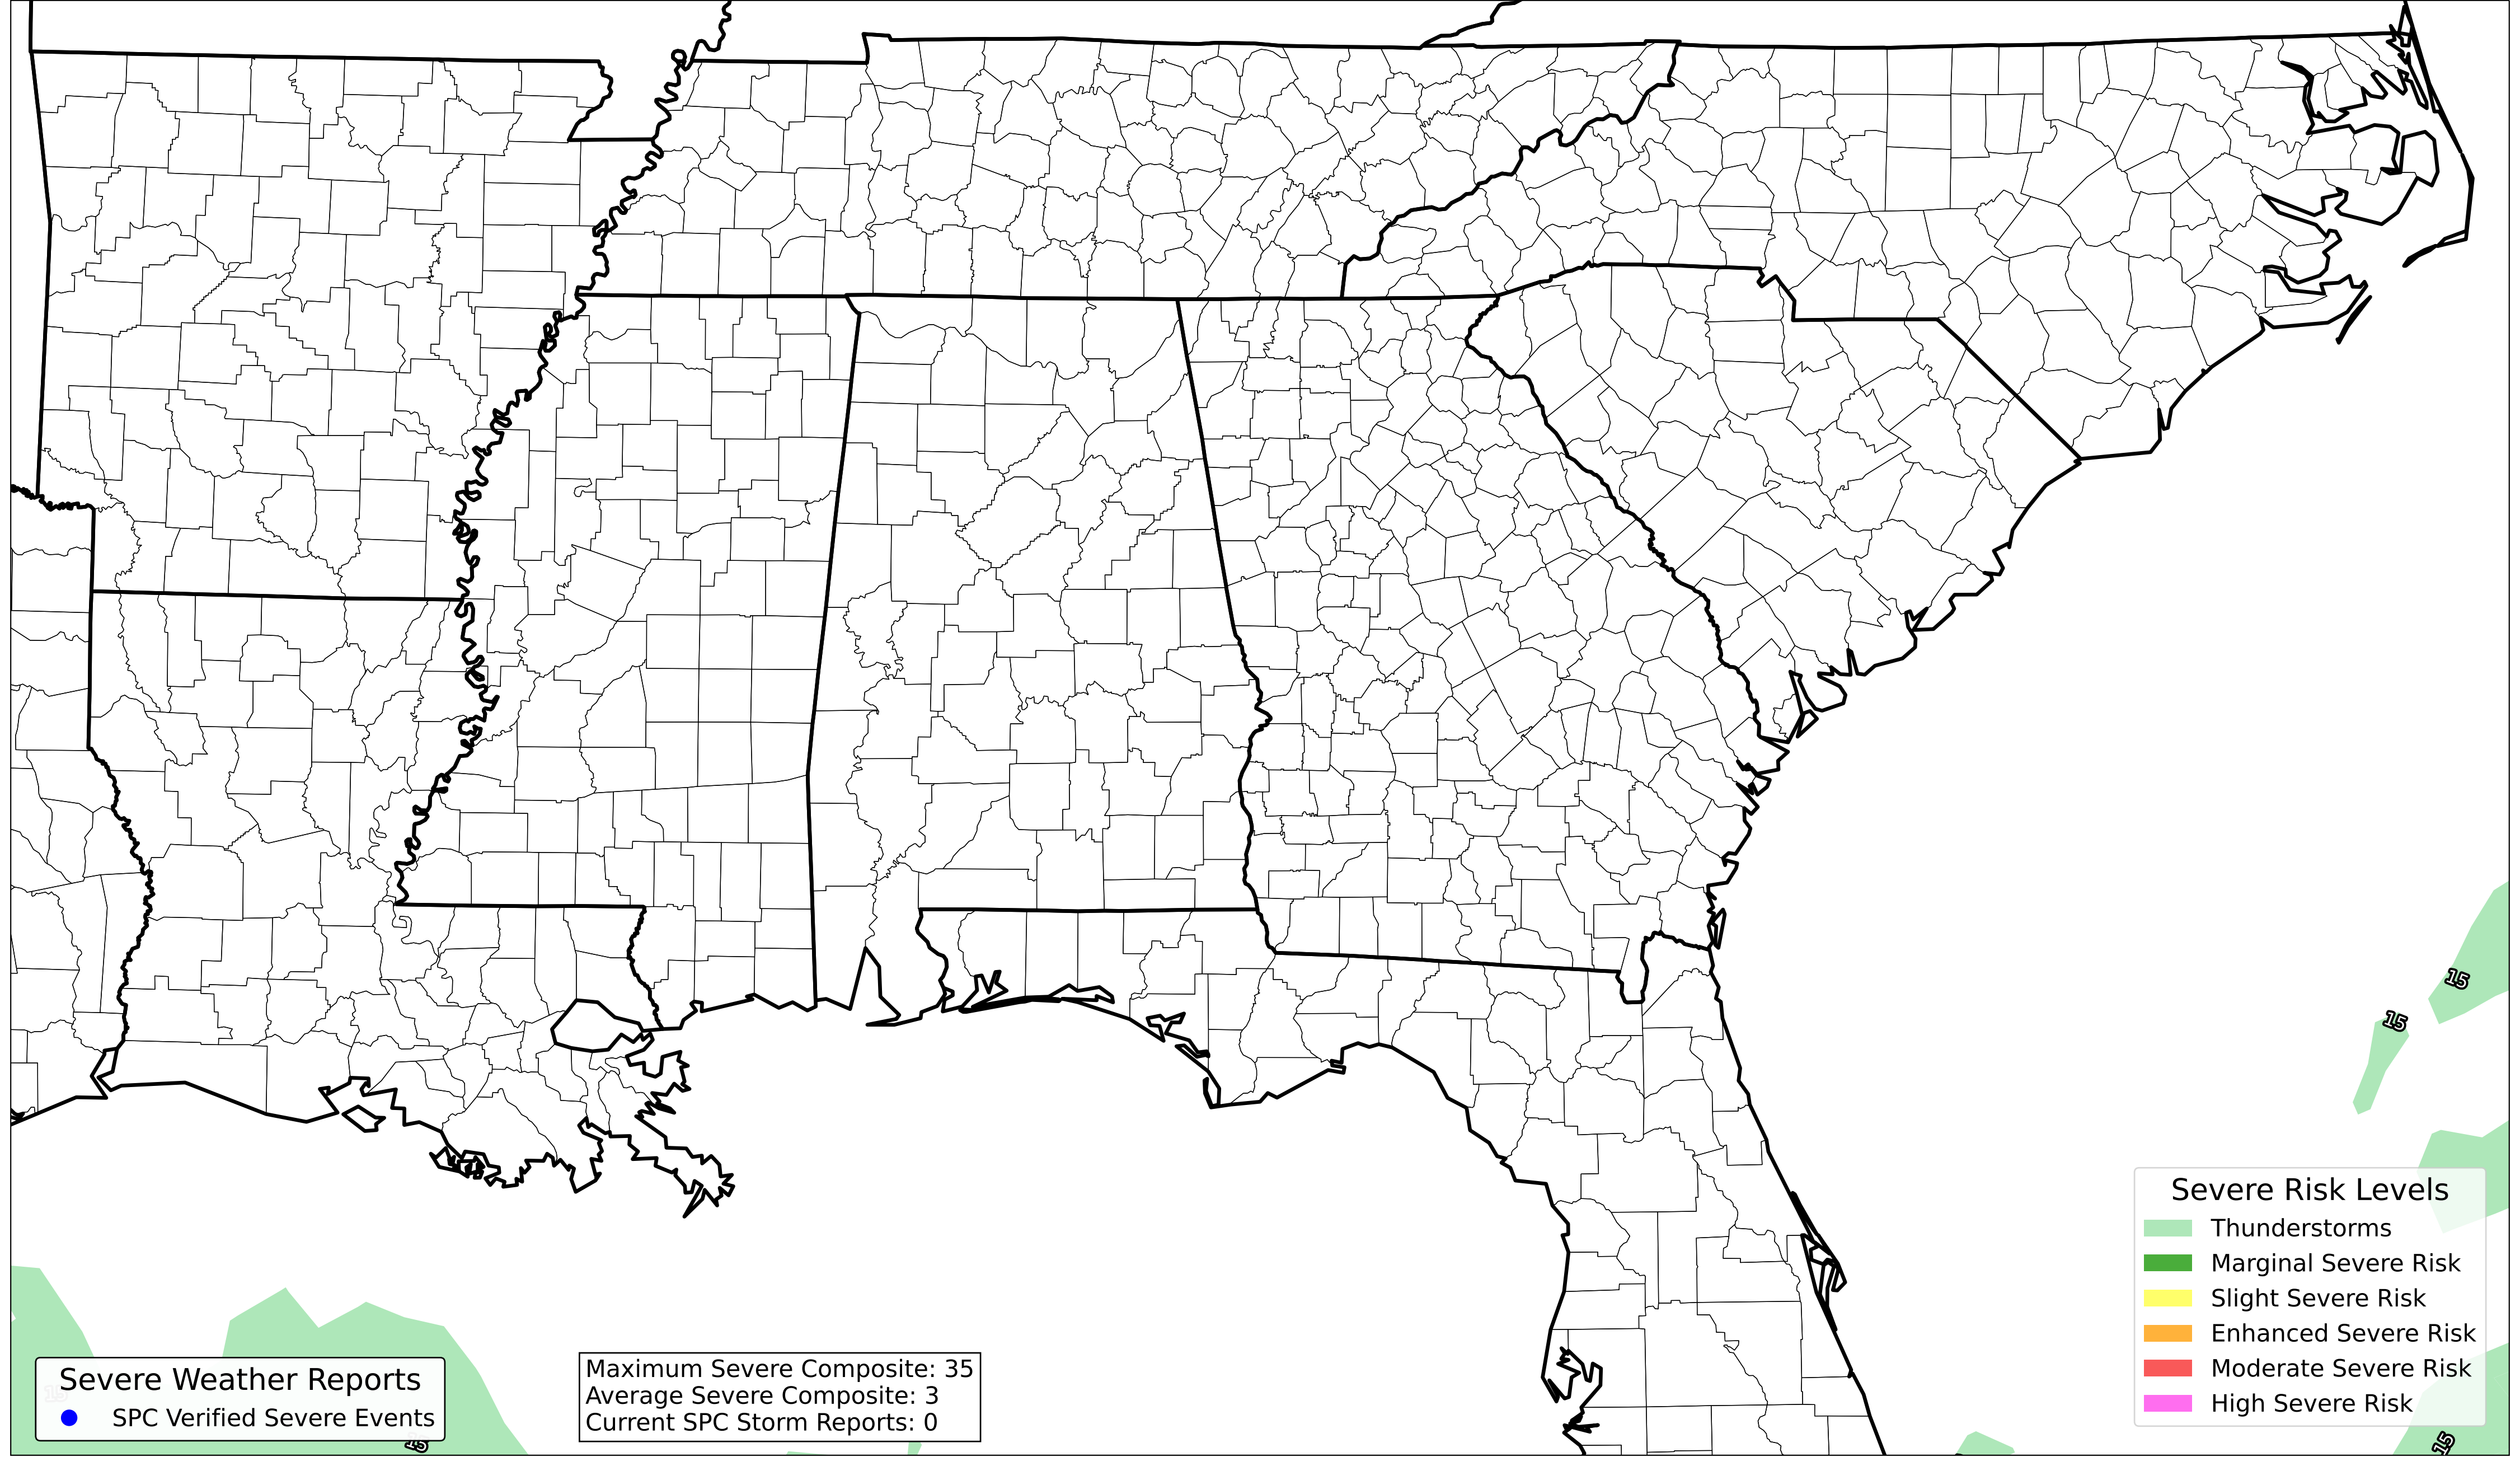 15
15
Severe Risk Levels
Thunderstorms
Marginal Severe Risk
Slight Severe Risk
Enhanced Severe Risk
Moderate Severe Risk
High Severe Risk
Severe Weather Reports
SPC Verified Severe Events
15
15
Maximum Severe Composite: 35
Average Severe Composite: 3
Current SPC Storm Reports: 0
15